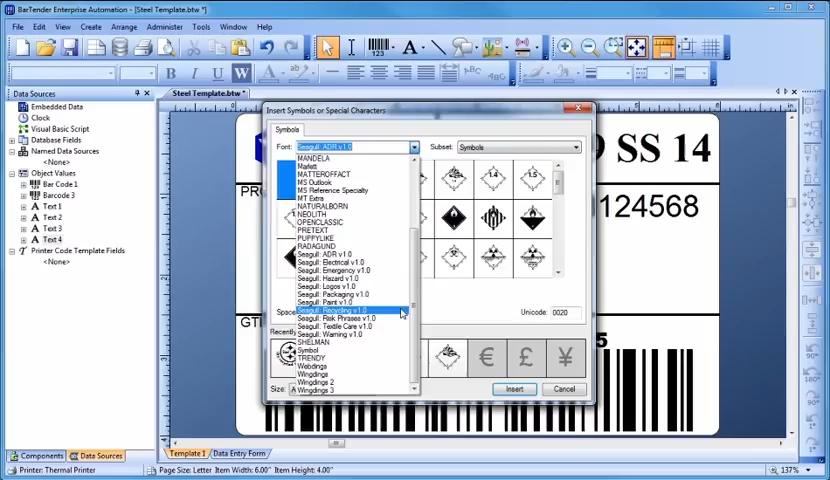 BarTender Enterprise Automation - [Steel Template.btw *]
File Edit View Create Arrange Administer Tools Window Help
Data Sources
Steel Template.btw *
Embedded Data
Clock
Visual Basic Script
Database Fields
Named Data Sources
<None>
Object Values
Bar Code 1
Barcode 3
Text 1
Text 2
Text 3
Text 4
Printer Code Template Fields
<None>
Insert Symbols or Special Characters
Symbols
Font: Seagull: ADR v1.0
Subset: Symbols
MANDELA
Marlett
MATTEROFFACT
MS Outlook
MS Reference Specialty
MT Extra
NATURALBORN
NEOLITH
OPENCLASSIC
PRETEXT
PUPPYLIKE
RADAGUND
Seagull: ADR v1.0
Seagull: Electrical v1.0
Seagull: Emergency v1.0
Seagull: Hazard v1.0
Seagull: Logos v1.0
Seagull: Packaging v1.0
Seagull: Paint v1.0
Seagull: Recycling v1.0
Seagull: Risk Phrases v1.0
Seagull: Textile Care v1.0
Seagull: Warning v1.0
SHELMAN
Symbol
TRENDY
Webdings
Wingdings
Wingdings 2
Wingdings 3
1.4 1.5
Unicode: 0020
€ £ ¥
Size:
Insert Cancel
9 SS 14
124568
PR
GTI
5
Components Data Sources
Template 1 Data Entry Form
Printer: Thermal Printer
Page Size: Letter Item Width: 6.00" Item Height: 4.00"
137%